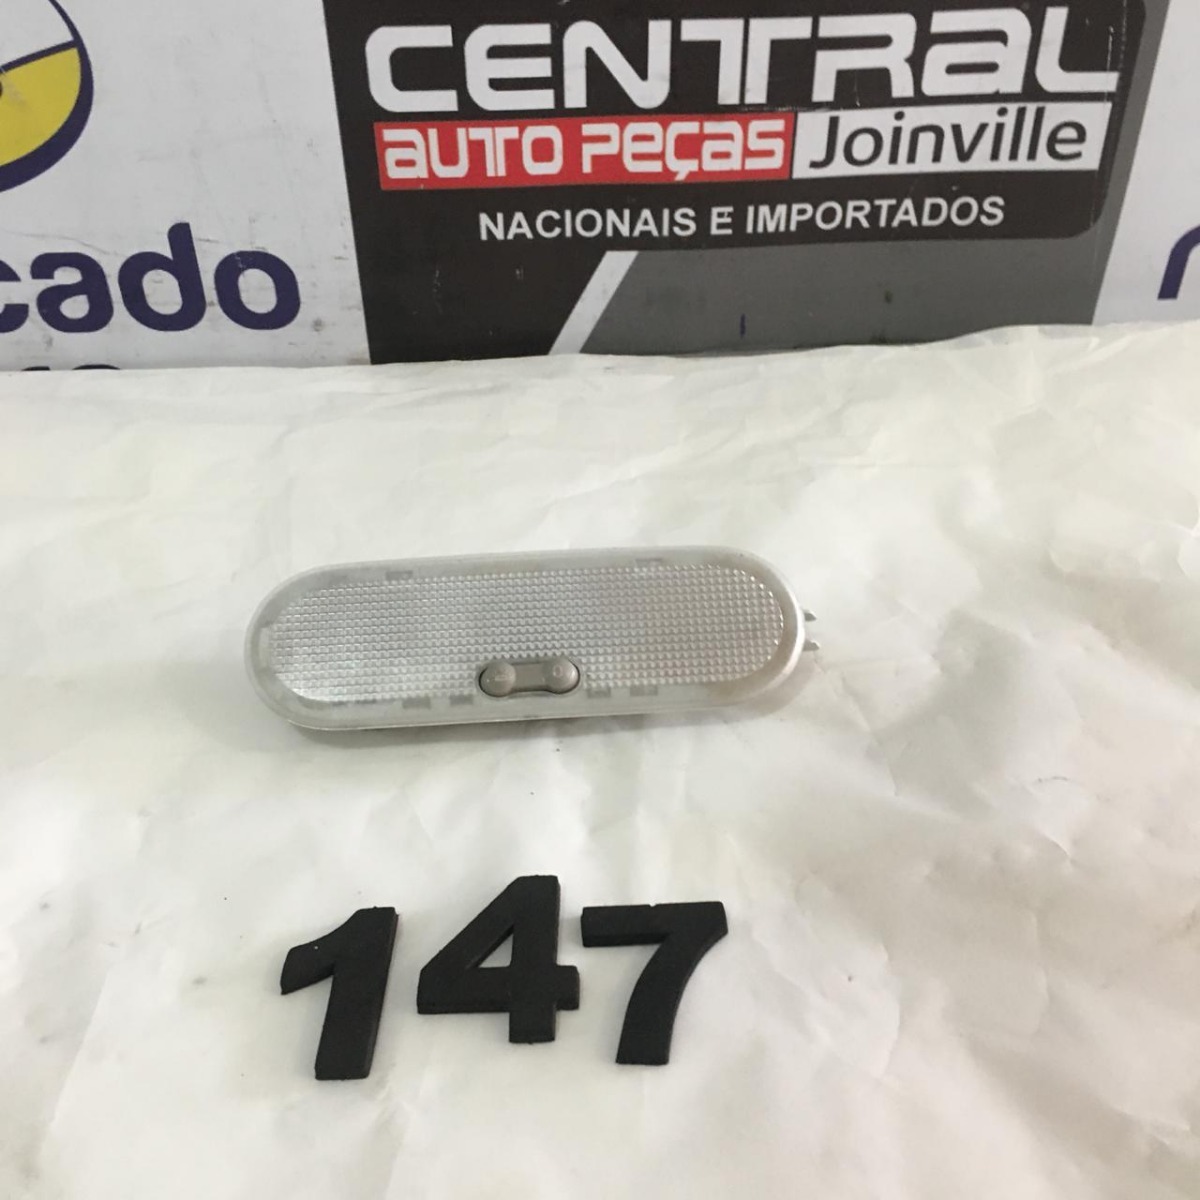 CENTRAL
AUTO PEÇAS Joinville
NACIONAIS E IMPORTADOS
cado
147